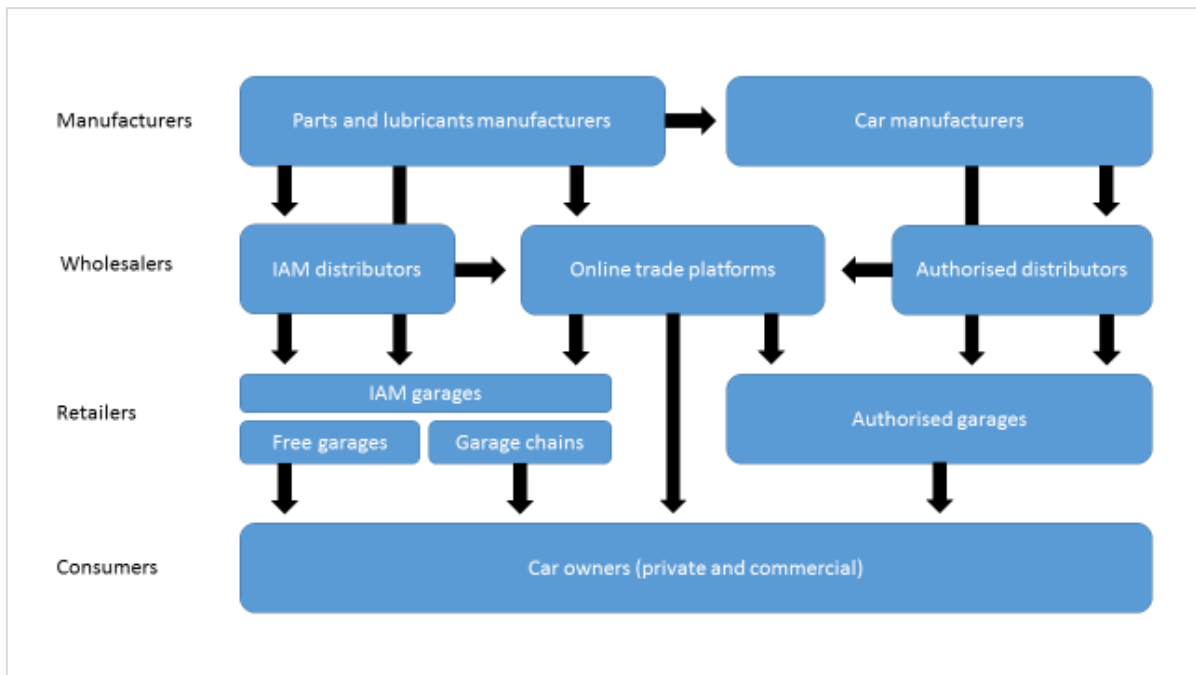 Manufacturers
Parts and lubricants manufacturers
Car manufacturers
Wholesalers
IAM distributors
Online trade platforms
Authorised distributors
Retailers
IAM garages
Free garages
Garage chains
Authorised garages
Consumers
Car owners (private and commercial)